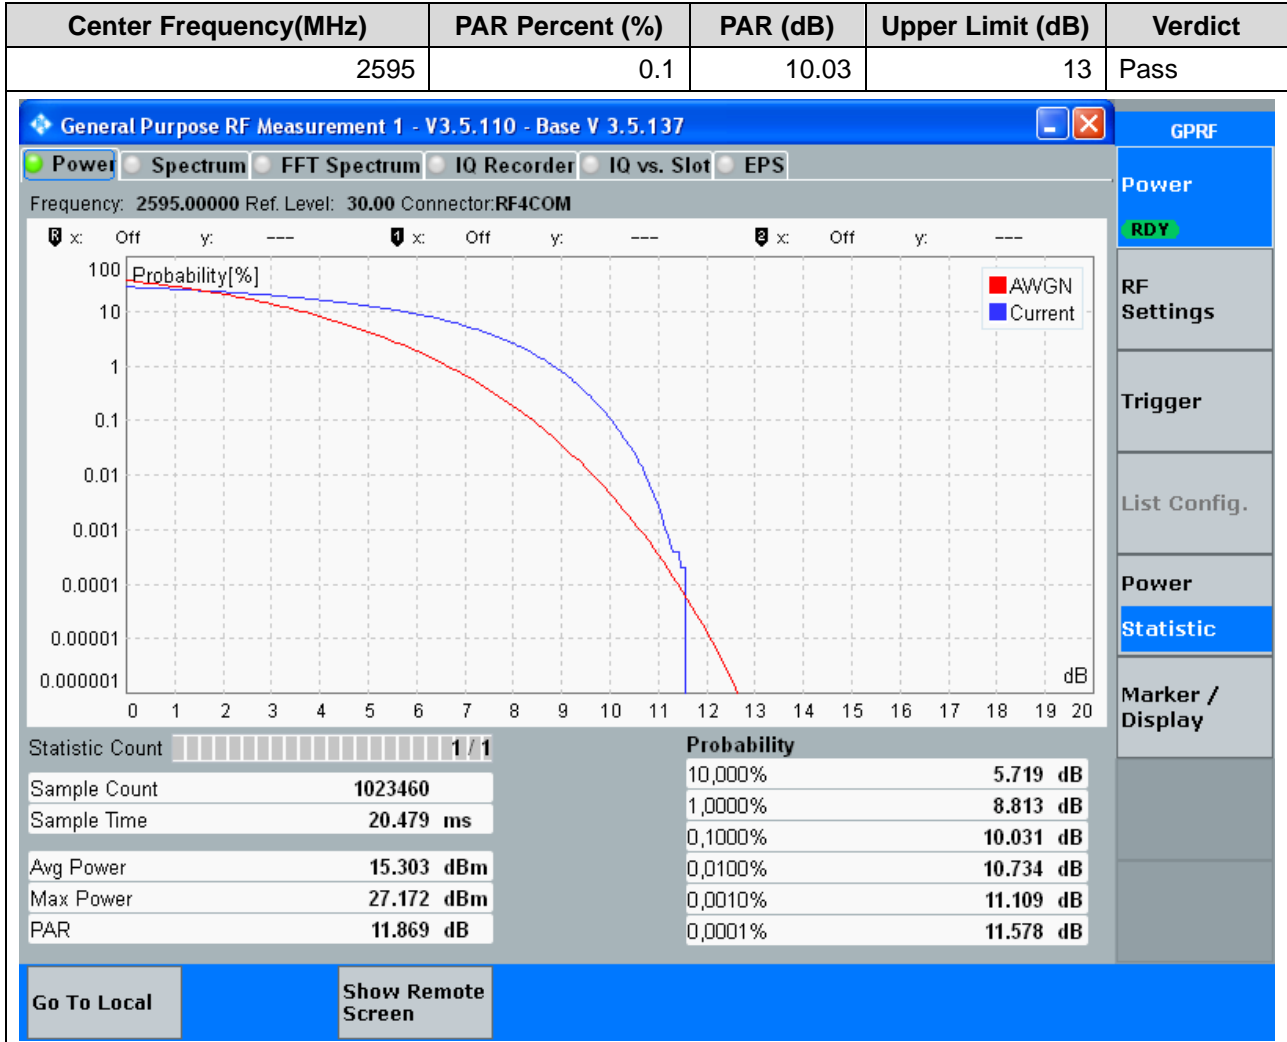 Center Frequency(MHz) PAR Percent (%) PAR (dB) Upper Limit (dB) Verdict
2595 0.1 10.03 13 Pass
General Purpose RF Measurement 1 - V3.5.110 - Base V 3.5.137
GPRF
Power Spectrum FFT Spectrum IQ Recorder IQ vs. Slot EPS
Power
RDY
Frequency: 2595.00000 Ref. Level: 30.00 Connector:RF4COM
R x: Off y: --- 1 x: Off y: --- 2 x: Off y: ---
Probability[%]
AWGN
Current
100
10
1
0.1
0.01
0.001
0.0001
0.00001
0.000001
dB
0 1 2 3 4 5 6 7 8 9 10 11 12 13 14 15 16 17 18 19 20
RF
Settings
Trigger
List Config.
Power
Statistic
Marker /
Display
Statistic Count 1 / 1
Sample Count 1023460
Sample Time 20.479 ms
Avg Power 15.303 dBm
Max Power 27.172 dBm
PAR 11.869 dB
Probability
10,000% 5.719 dB
1,0000% 8.813 dB
0,1000% 10.031 dB
0,0100% 10.734 dB
0,0010% 11.109 dB
0,0001% 11.578 dB
Go To Local
Show Remote
Screen